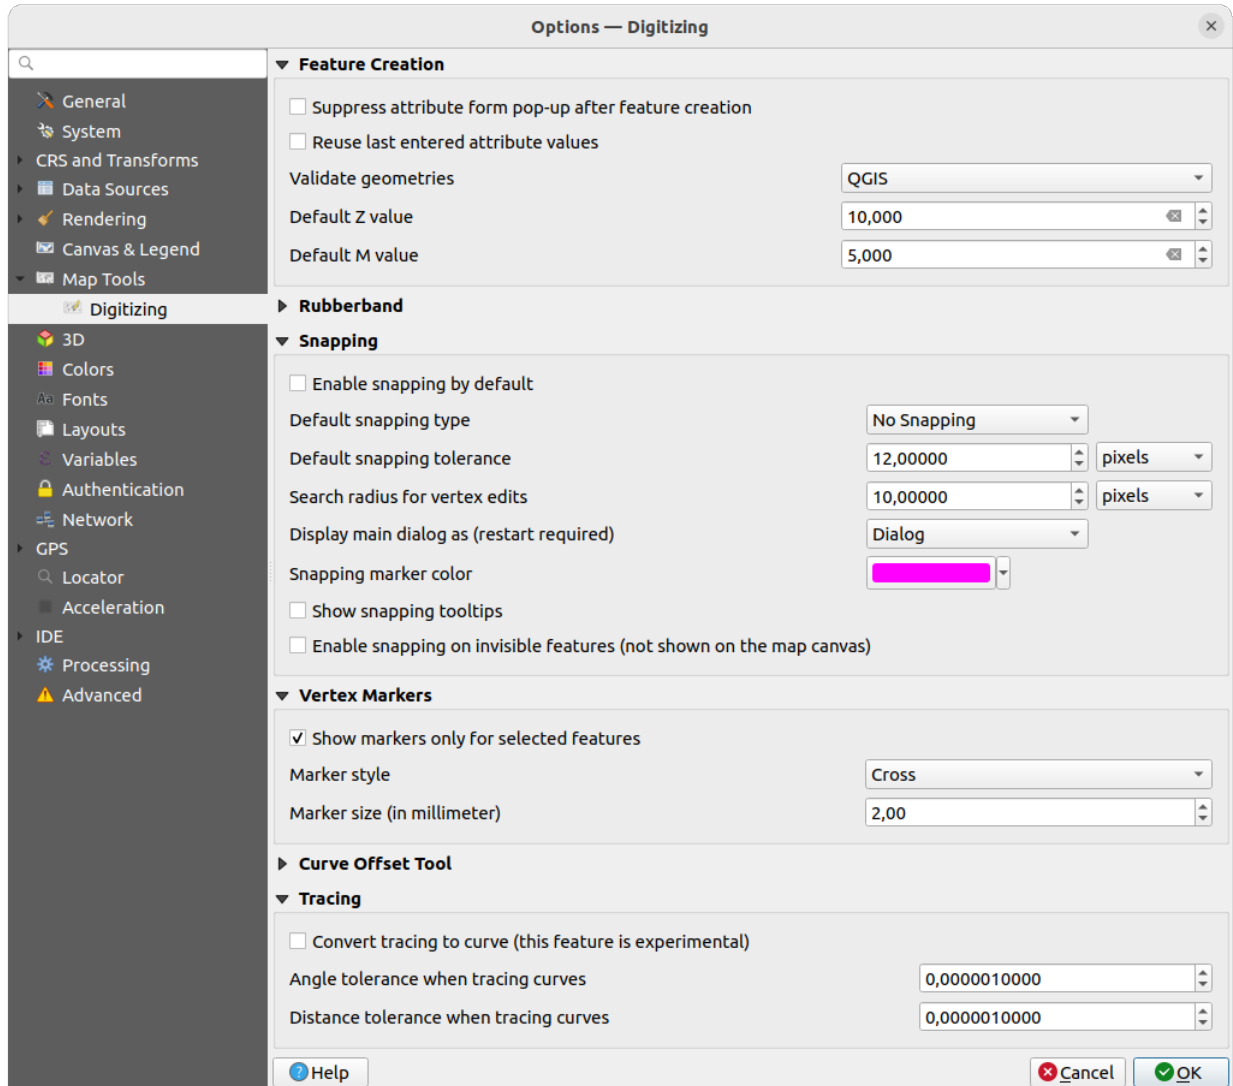 Options — Digitizing
General
System
CRS and Transforms
Data Sources
Rendering
Canvas & Legend
Map Tools
Digitizing
3D
Colors
Aa Fonts
Layouts
ε Variables
Authentication
Network
GPS
Locator
Acceleration
IDE
Processing
Advanced
Feature Creation
Suppress attribute form pop-up after feature creation
Reuse last entered attribute values
Validate geometries QGIS
Default Z value 10,000
Default M value 5,000
Rubberband
Snapping
Enable snapping by default
Default snapping type No Snapping
Default snapping tolerance 12,00000 pixels
Search radius for vertex edits 10,00000 pixels
Display main dialog as (restart required) Dialog
Snapping marker color
Show snapping tooltips
Enable snapping on invisible features (not shown on the map canvas)
Vertex Markers
Show markers only for selected features
Marker style Cross
Marker size (in millimeter) 2,00
Curve Offset Tool
Tracing
Convert tracing to curve (this feature is experimental)
Angle tolerance when tracing curves 0,0000010000
Distance tolerance when tracing curves 0,0000010000
? Help Cancel OK